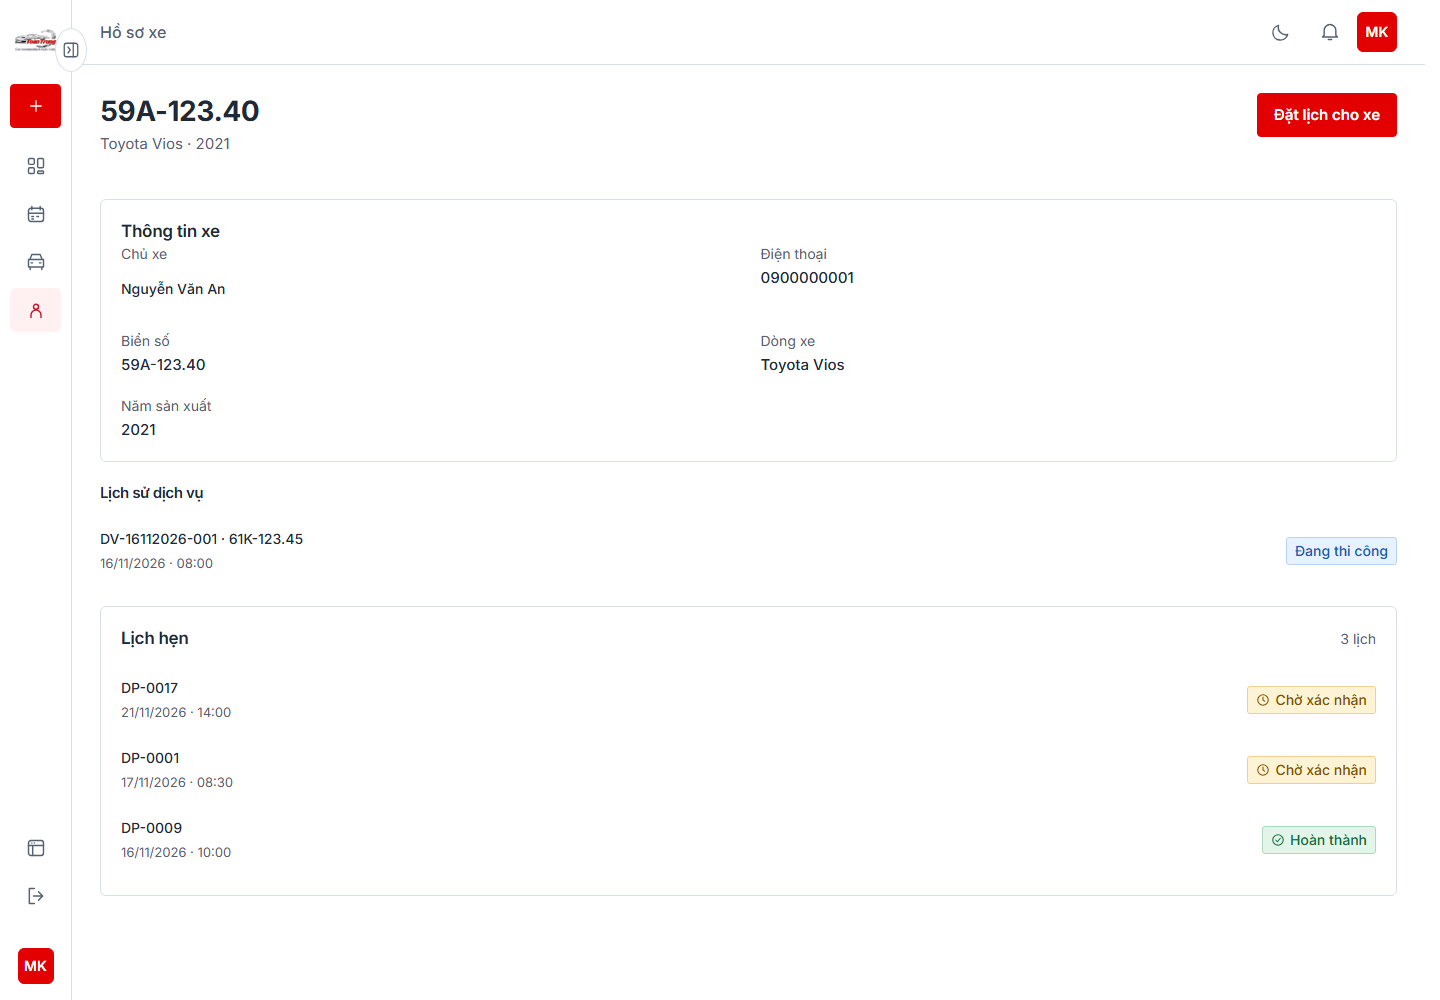 Hồ sơ xe
MK
59A-123.40
Đặt lịch cho xe
Toyota Vios · 2021
Thông tin xe
Chủ xe
Điện thoại
Nguyễn Văn An
0900000001
Biển số
Dòng xe
59A-123.40
Toyota Vios
Năm sản xuất
2021
Lịch sử dịch vụ
DV-16112026-001 · 61K-123.45
16/11/2026 · 08:00
Đang thi công
Lịch hẹn
3 lịch
DP-0017
21/11/2026 · 14:00
Chờ xác nhận
DP-0001
17/11/2026 · 08:30
Chờ xác nhận
DP-0009
16/11/2026 · 10:00
Hoàn thành
MK